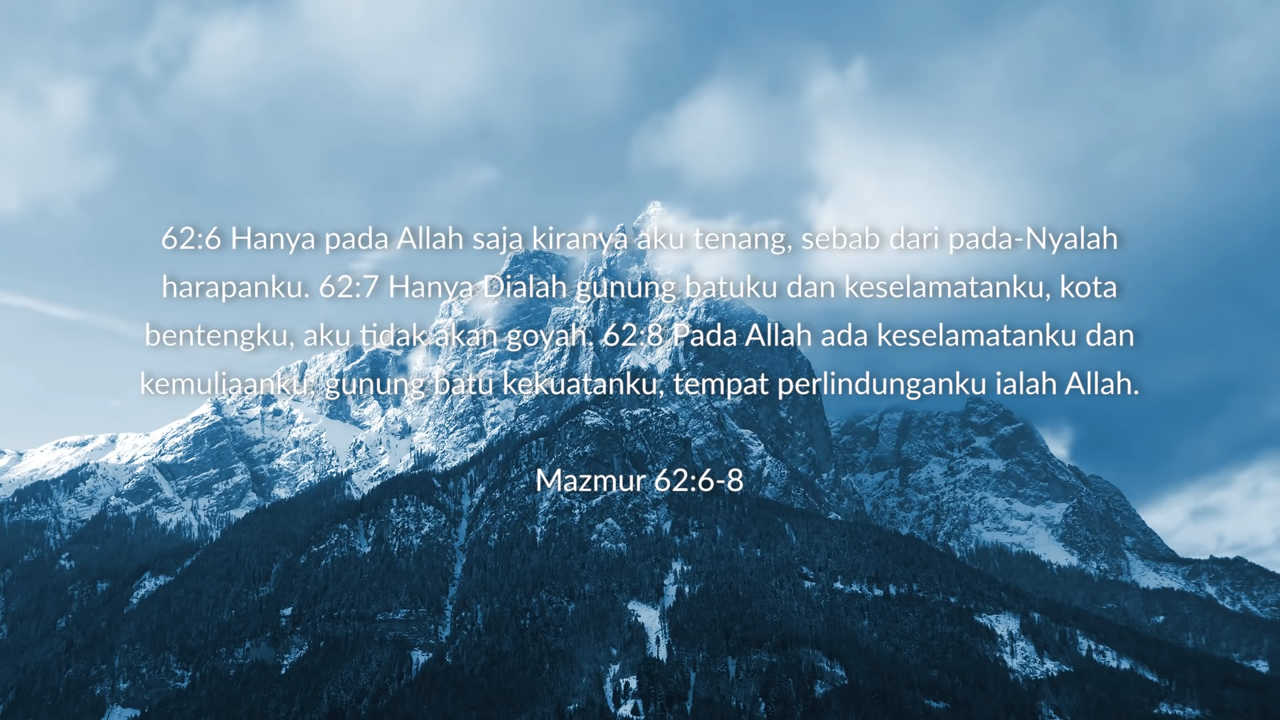 62:6 Hanya pada Allah saja kiranya aku tenang, sebab dari pada-Nyalah
harapanku. 62:7 Hanya Dialah gunung batuku dan keselamatanku, kota
bentengku, aku tidak akan goyah. 62:8 Pada Allah ada keselamatanku dan
kemuliaanku; gunung batu kekuatanku, tempat perlindunganku ialah Allah.
Mazmur 62:6-8